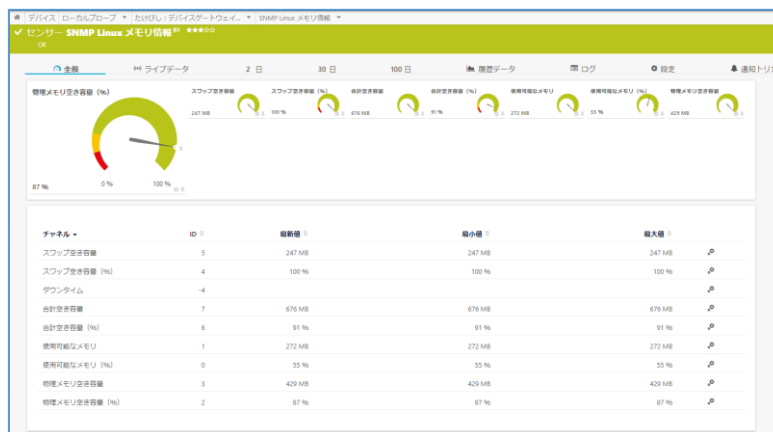 デバイス ローカルプローブ たけびし：デバイスゲートウェイ.. SNMP Linux メモリ情報
センサー SNMP Linux メモリ情報
OK
全般 ライブデータ 2 日 30 日 100 日 履歴データ ログ 設定 通知トリガ
物理メモリ空き容量 (%) スワップ空き容量 スワップ空き容量 (%) 合計空き容量 合計空き容量 (%) 使用可能なメモリ 使用可能なメモリ (%) 物理メモリ空き容量
247 MB 100 % 676 MB 91 % 272 MB 55 % 429 MB
87 % 0 % 100 %
チャネル ID 最新値 最小値 最大値
スワップ空き容量 5 247 MB 247 MB 247 MB
スワップ空き容量 (%) 4 100 % 100 % 100 %
ダウンタイム -4
合計空き容量 7 676 MB 676 MB 676 MB
合計空き容量 (%) 6 91 % 91 % 91 %
使用可能なメモリ 1 272 MB 272 MB 272 MB
使用可能なメモリ (%) 0 55 % 55 % 55 %
物理メモリ空き容量 3 429 MB 429 MB 429 MB
物理メモリ空き容量 (%) 2 87 % 87 % 87 %